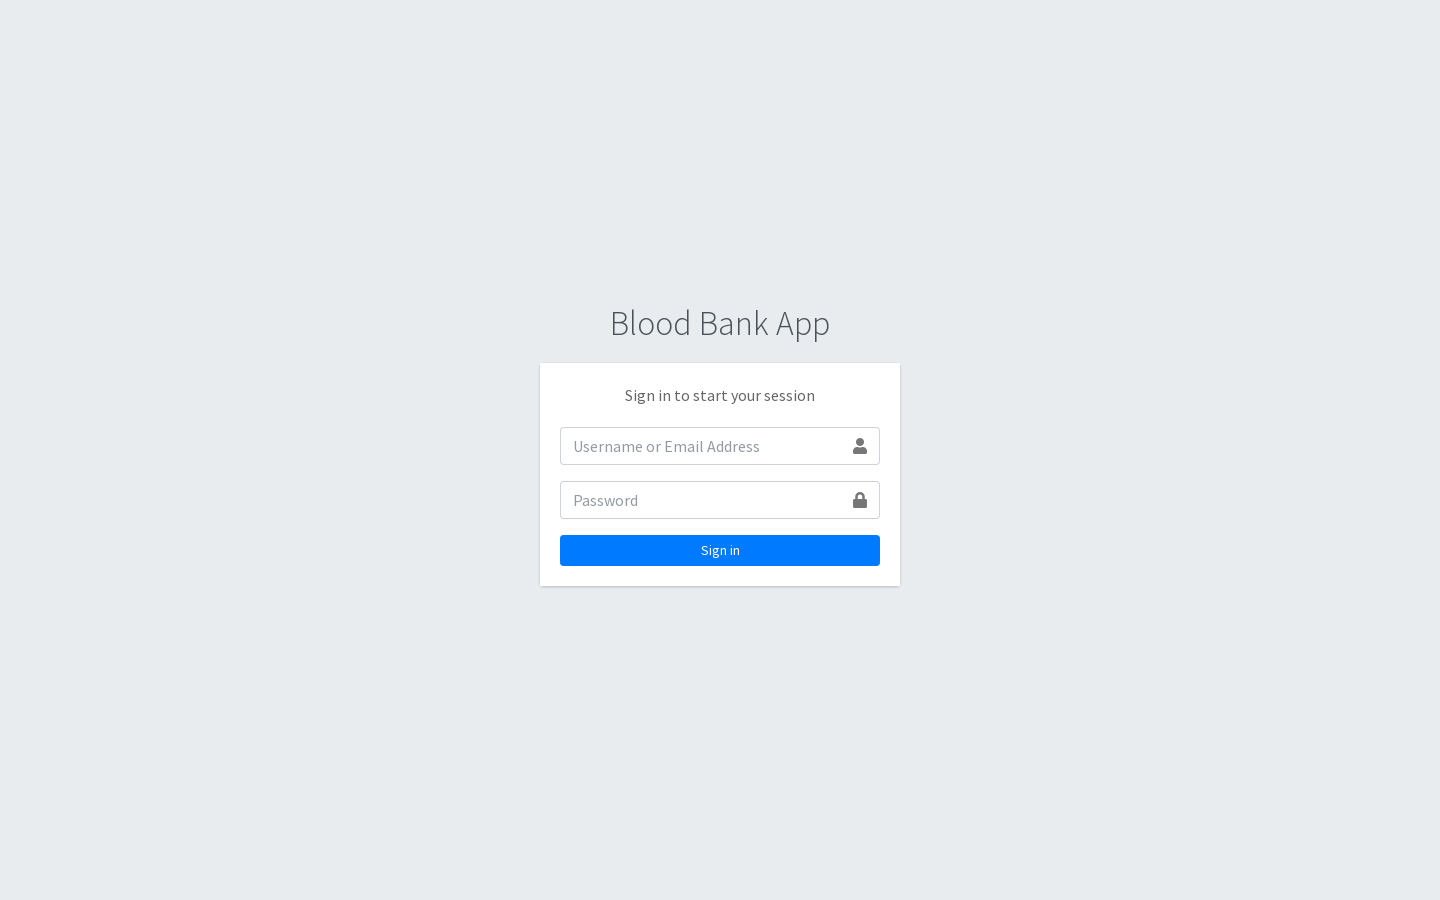 Blood Bank App
Sign in to start your session
Username or Email Address
Password
Sign in